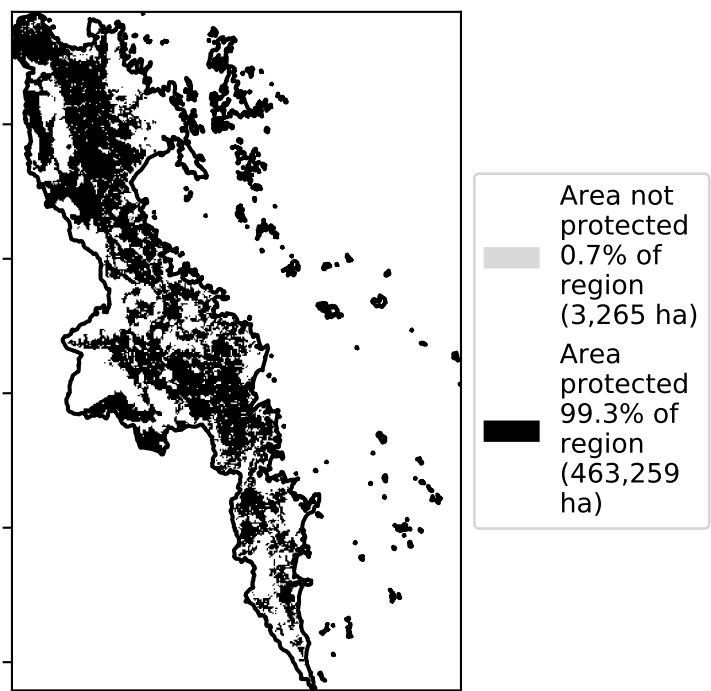 Area not
protected
0.7% of
region
(3,265 ha)
Area
protected
99.3% of
region
(463,259
ha)